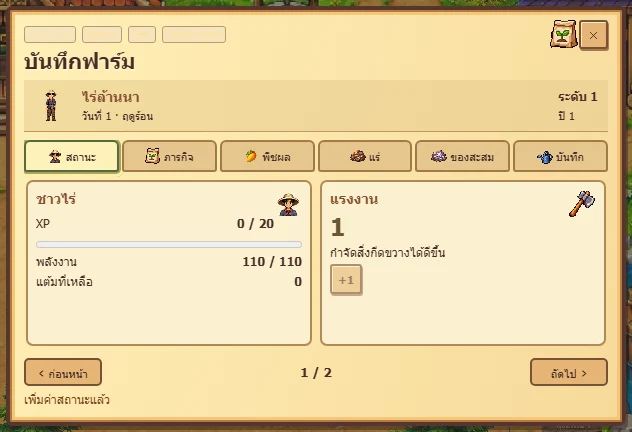 ×
บันทึกฟาร์ม
ไร่ล้านนา
ระดับ 1
วันที่ 1 · ฤดูร้อน
ปี 1
สถานะ
ภารกิจ
พืชผล
แร่
ของสะสม
บันทึก
ชาวไร่
XP 0 / 20
พลังงาน 110 / 110
แต้มที่เหลือ 0
แรงงาน
1
กำจัดสิ่งกีดขวางได้ดีขึ้น
+1
< ก่อนหน้า
1 / 2
ถัดไป >
เพิ่มค่าสถานะแล้ว